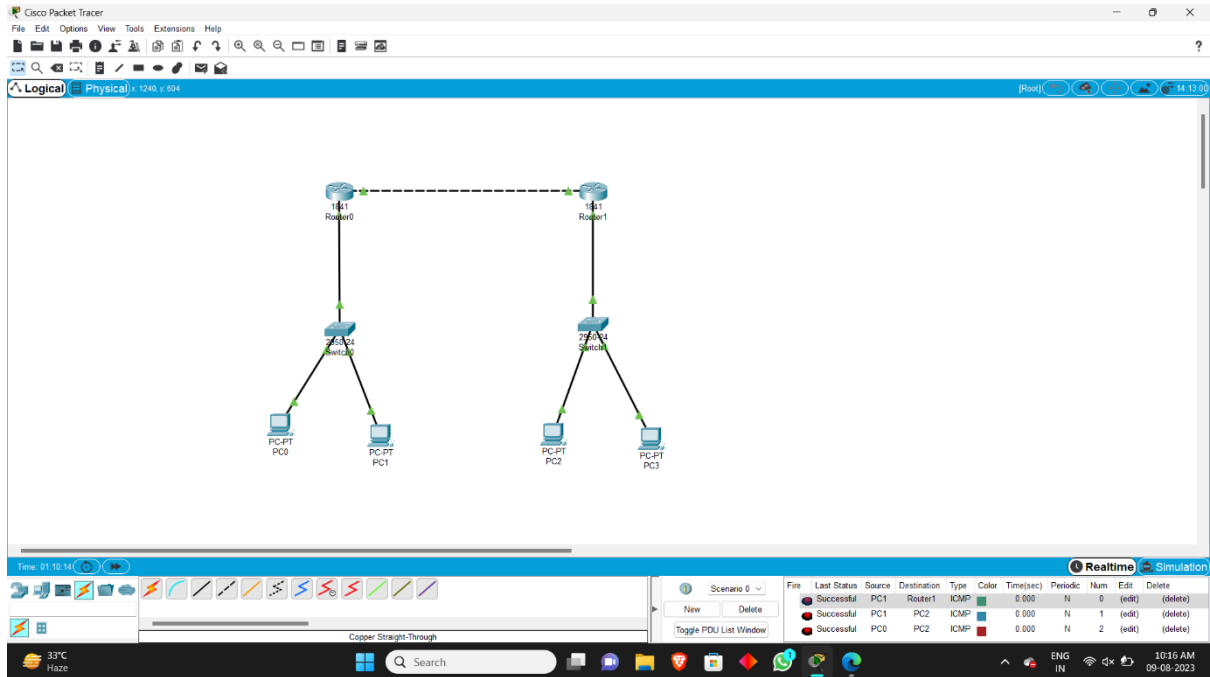 Cisco Packet Tracer
File Edit Options View Tools Extensions Help
?
Logical Physical x: 1240, y: 604 [Root] 14:13:00
1841
Router0
1841
Router1
2950-24
Switch0
2950-24
Switch1
PC-PT
PC0
PC-PT
PC1
PC-PT
PC2
PC-PT
PC3
Time: 01:10:14 Realtime Simulation
Scenario 0
New Delete
Toggle PDU List Window
Copper Straight-Through
Fire Last Status Source Destination Type Color Time(sec) Periodic Num Edit Delete
Successful PC1 Router1 ICMP 0.000 N 0 (edit) (delete)
Successful PC1 PC2 ICMP 0.000 N 1 (edit) (delete)
Successful PC0 PC2 ICMP 0.000 N 2 (edit) (delete)
33°C
Haze
Search
1
ENG
IN
10:16 AM
09-08-2023